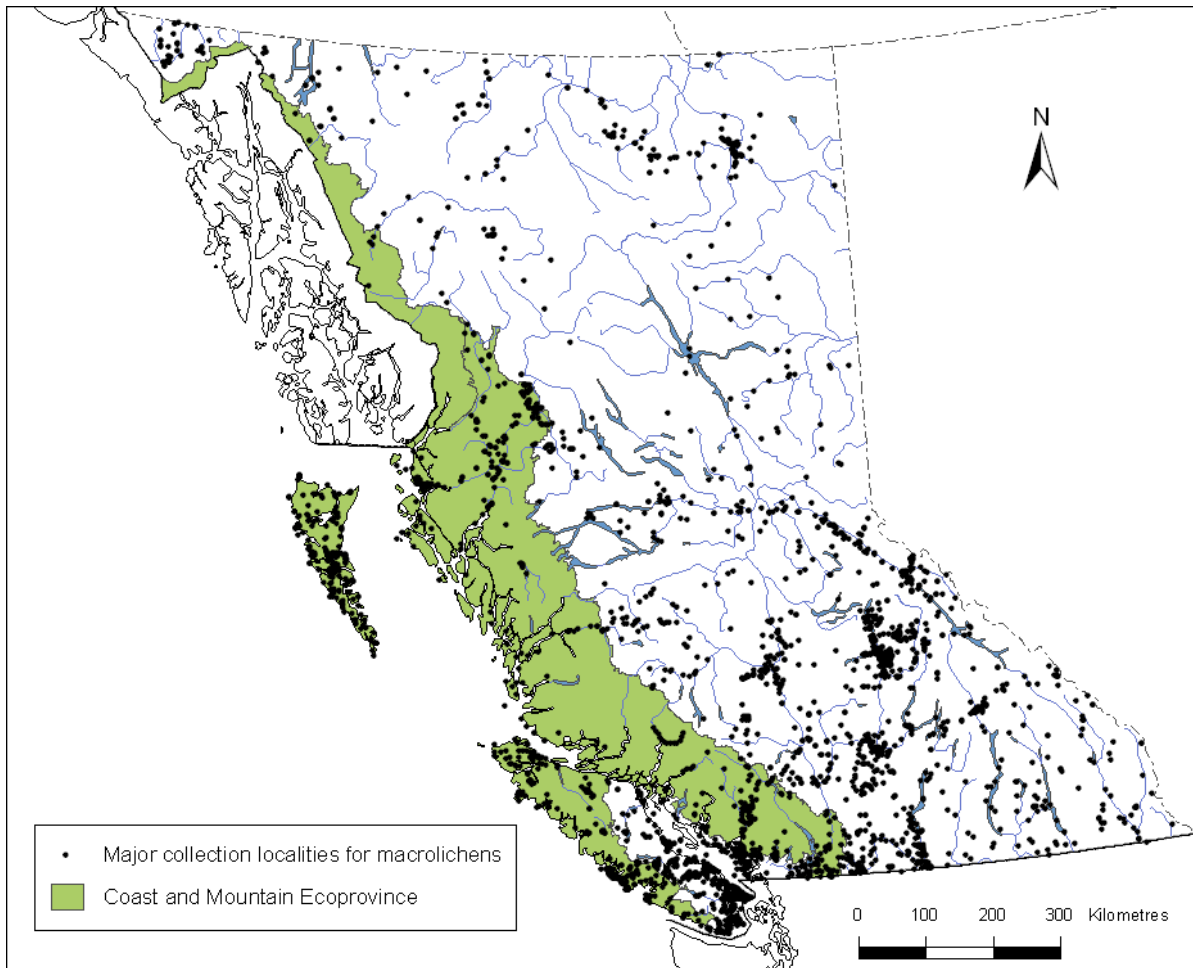 N
Major collection localities for macrolichens
Coast and Mountain Ecoprovince
0 100 200 300 Kilometres